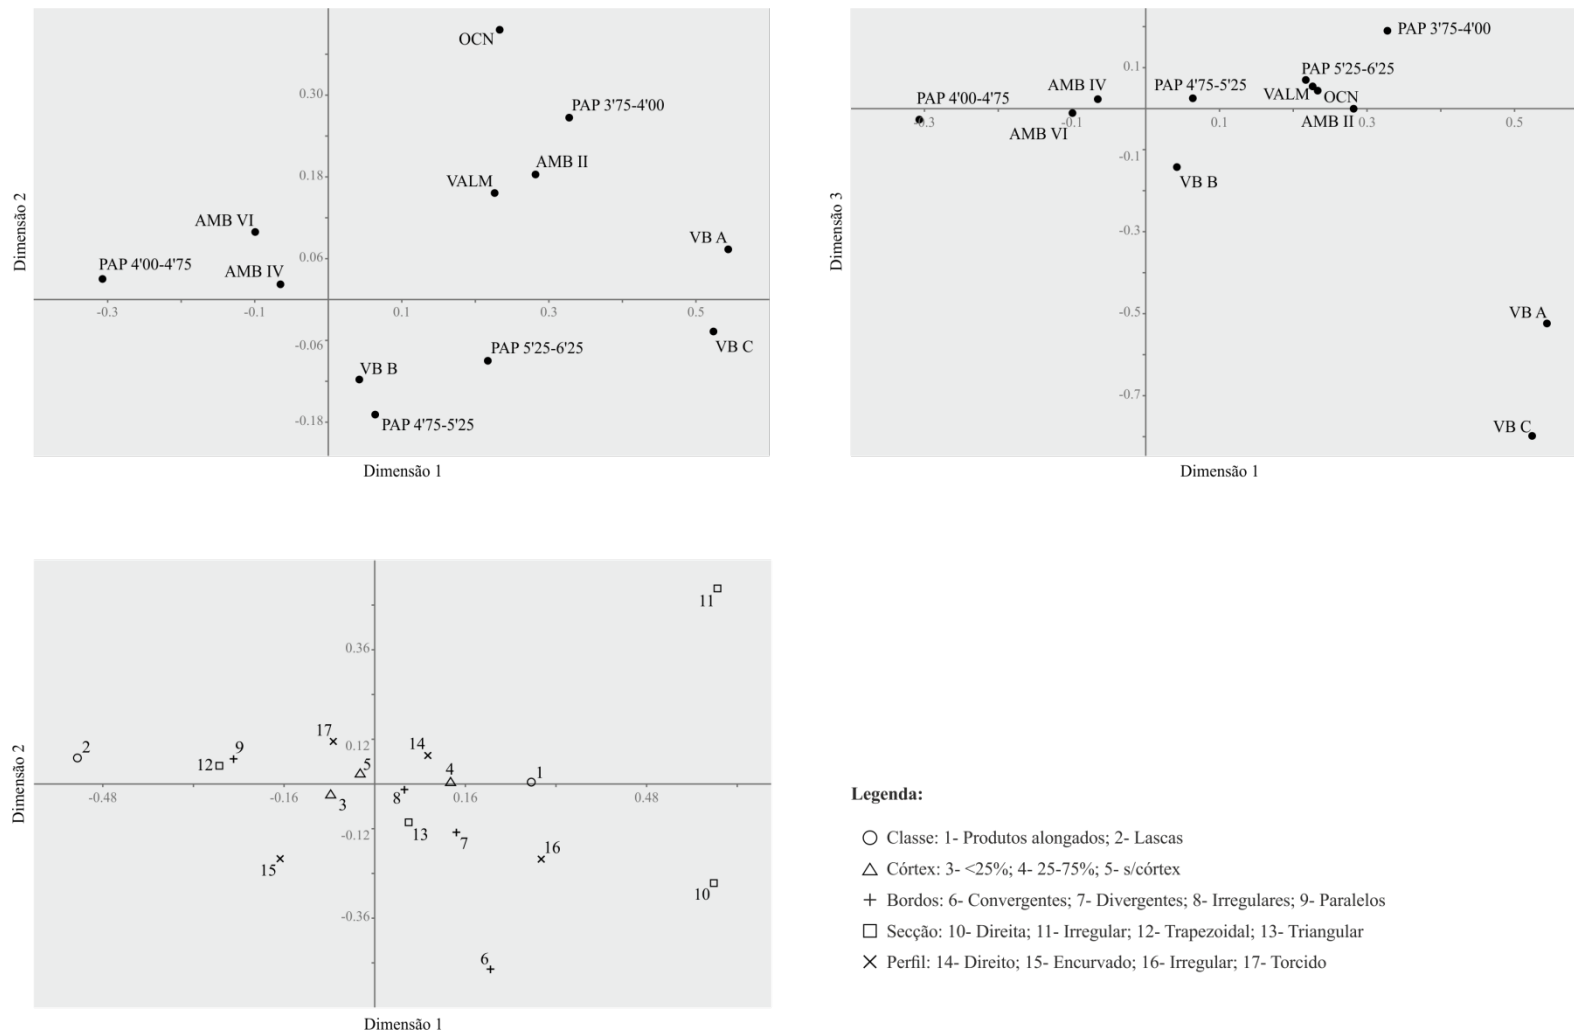 OCN
0.30
PAP 3'75-4'00
0.18
AMB II
VALM
AMB VI
VB A
PAP 4'00-4'75
AMB IV
0.06
-0.3
-0.1
0.1
0.3
0.5
-0.06
PAP 5'25-6'25
VB C
VB B
-0.18
PAP 4'75-5'25
Dimensão 2
Dimensão 1
PAP 3'75-4'00
0.1
PAP 5'25-6'25
AMB IV
PAP 4'75-5'25
VALM
OCN
PAP 4'00-4'75
-0.3
-0.1
0.1
0.3
0.5
AMB VI
AMB II
-0.1
VB B
-0.3
VB A
-0.5
-0.7
VB C
Dimensão 3
Dimensão 1
11
0.36
17
0.12
14
2
9
12
5
4
1
-0.48
-0.16
0.16
0.48
3
8
-0.12
13
7
16
15
10
-0.36
6
Dimensão 2
Dimensão 1
Legenda:
Classe: 1- Produtos alongados; 2- Lascas
Córtex: 3- <25%; 4- 25-75%; 5- s/córtex
Bordos: 6- Convergentes; 7- Divergentes; 8- Irregulares; 9- Paralelos
Secção: 10- Direita; 11- Irregular; 12- Trapezoidal; 13- Triangular
Perfil: 14- Direito; 15- Encurvado; 16- Irregular; 17- Torcido